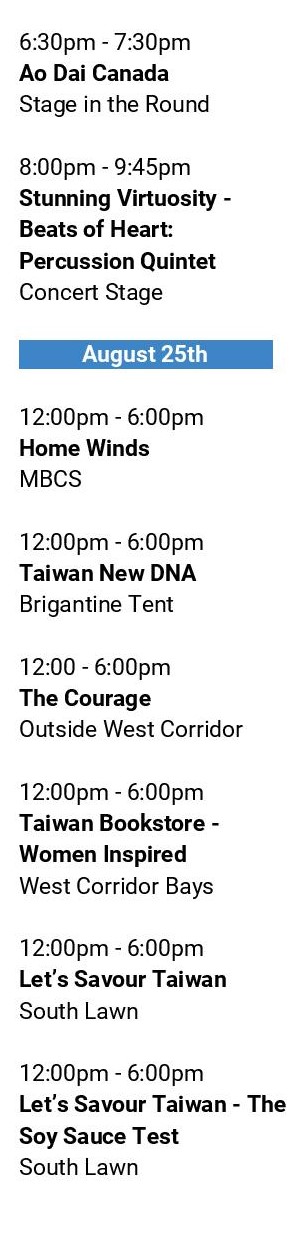 6:30pm - 7:30pm
Ao Dai Canada
Stage in the Round
8:00pm - 9:45pm
Stunning Virtuosity -
Beats of Heart:
Percussion Quintet
Concert Stage
August 25th
12:00pm - 6:00pm
Home Winds
MBCS
12:00pm - 6:00pm
Taiwan New DNA
Brigantine Tent
12:00 - 6:00pm
The Courage
Outside West Corridor
12:00pm - 6:00pm
Taiwan Bookstore -
Women Inspired
West Corridor Bays
12:00pm - 6:00pm
Let’s Savour Taiwan
South Lawn
12:00pm - 6:00pm
Let’s Savour Taiwan - The
Soy Sauce Test
South Lawn